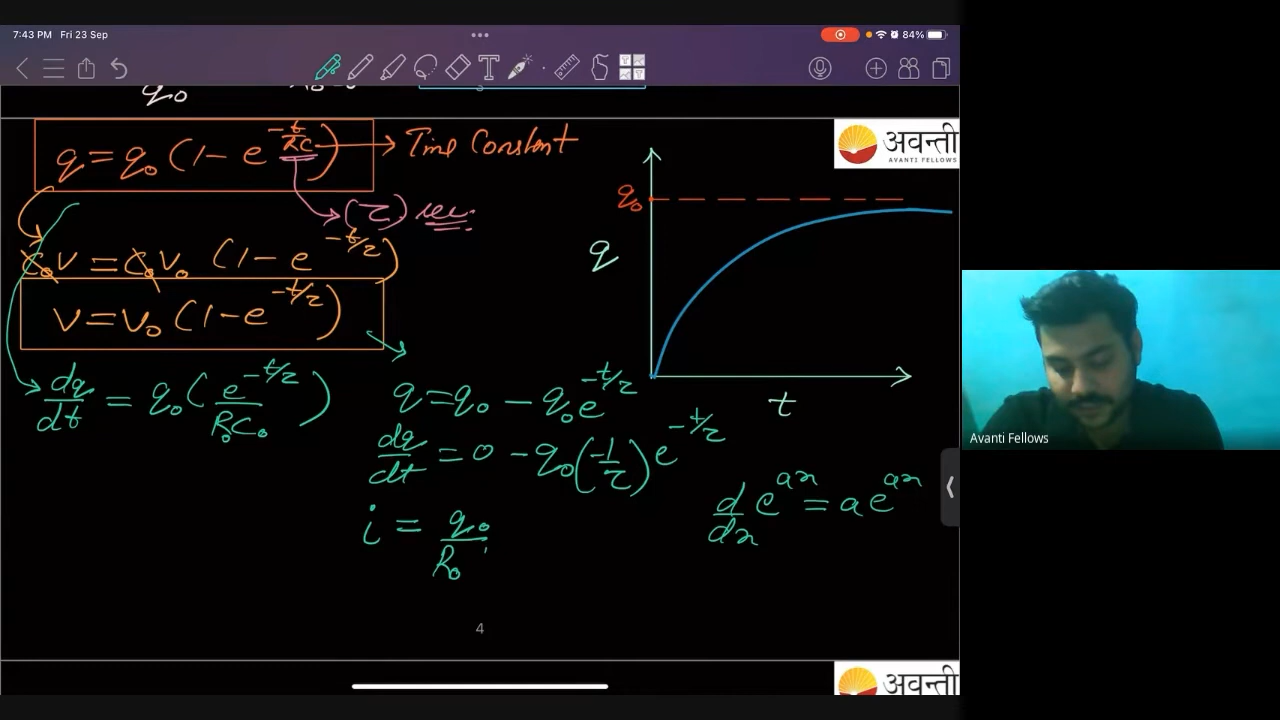 7:43 PM Fri 23 Sep
84%
T
q₀
q = q₀ (1 - e^(-t/RC)) → Time Constant
→ (τ) sec.
C₀V = C₀V₀ (1 - e^(-t/τ))
V = V₀ (1 - e^(-t/τ))
dq/dt = q₀ (e^(-t/τ) / R₀C₀)
q = q₀ - q₀e^(-t/τ)
dq/dt = 0 - q₀(-1/τ) e^(-t/τ)
i = q₀/R₀
d/dx e^(ax) = a e^(ax)
q₀
q
t
4
अवन्ती
AVANTI FELLOWS
अवन्ती
Avanti Fellows